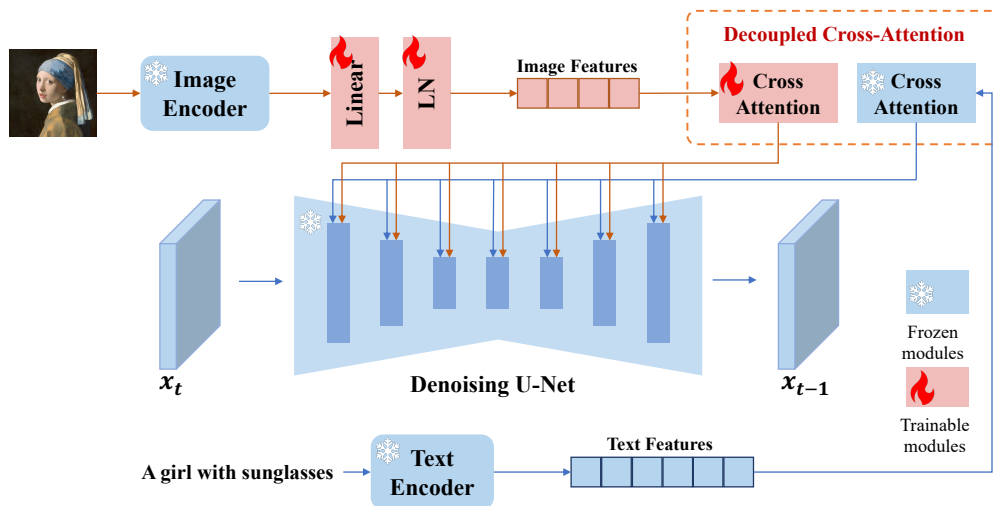 Decoupled Cross-Attention
Image
Encoder
Linear
LN
Image Features
Cross
Attention
Cross
Attention
x_t
Denoising U-Net
x_{t−1}
Frozen
modules
Trainable
modules
A girl with sunglasses
Text
Encoder
Text Features